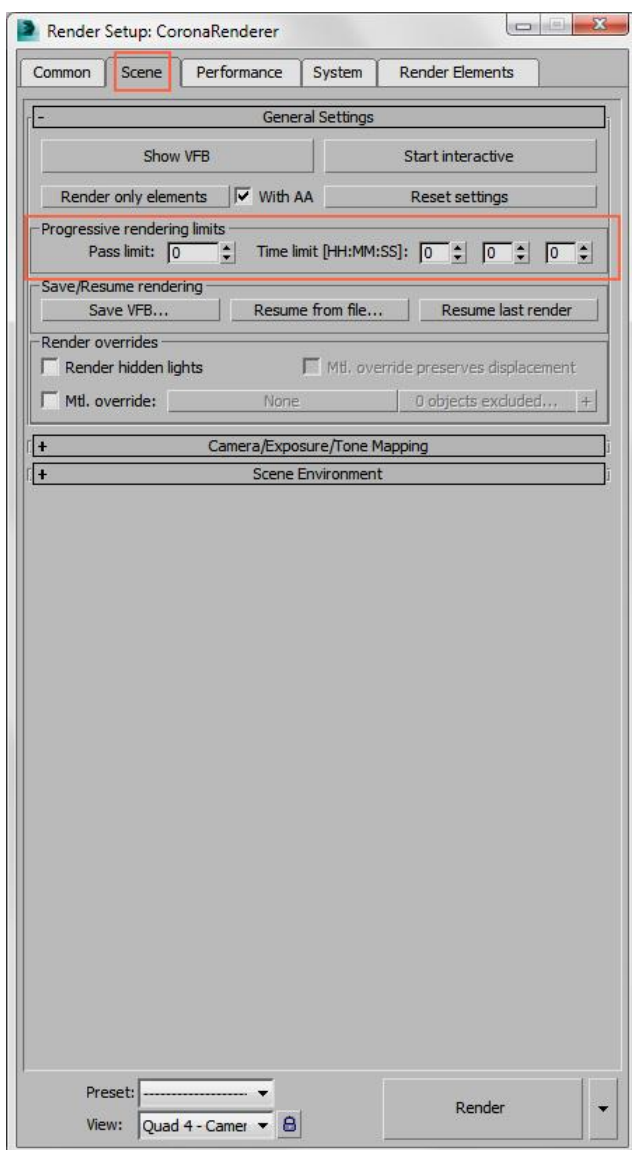 Render Setup: CoronaRenderer
Common Scene Performance System Render Elements
- General Settings
Show VFB Start interactive
Render only elements With AA Reset settings
Progressive rendering limits
Pass limit: 0 Time limit [HH:MM:SS]: 0 0 0
Save/Resume rendering
Save VFB... Resume from file... Resume last render
Render overrides
Render hidden lights Mtl. override preserves displacement
Mtl. override: None 0 objects excluded... +
+ Camera/Exposure/Tone Mapping
+ Scene Environment
Preset: -------------------
View: Quad 4 - Camer
Render